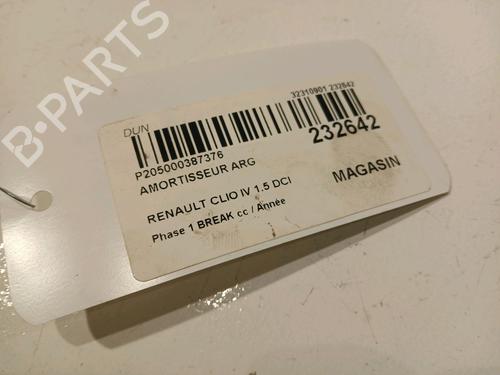 B-PARTS
DUN
32310901 232642
P205000387376
232642
AMORTISSEUR ARG
MAGASIN
RENAULT CLIO IV 1.5 DCI
Phase 1 BREAK cc / Année